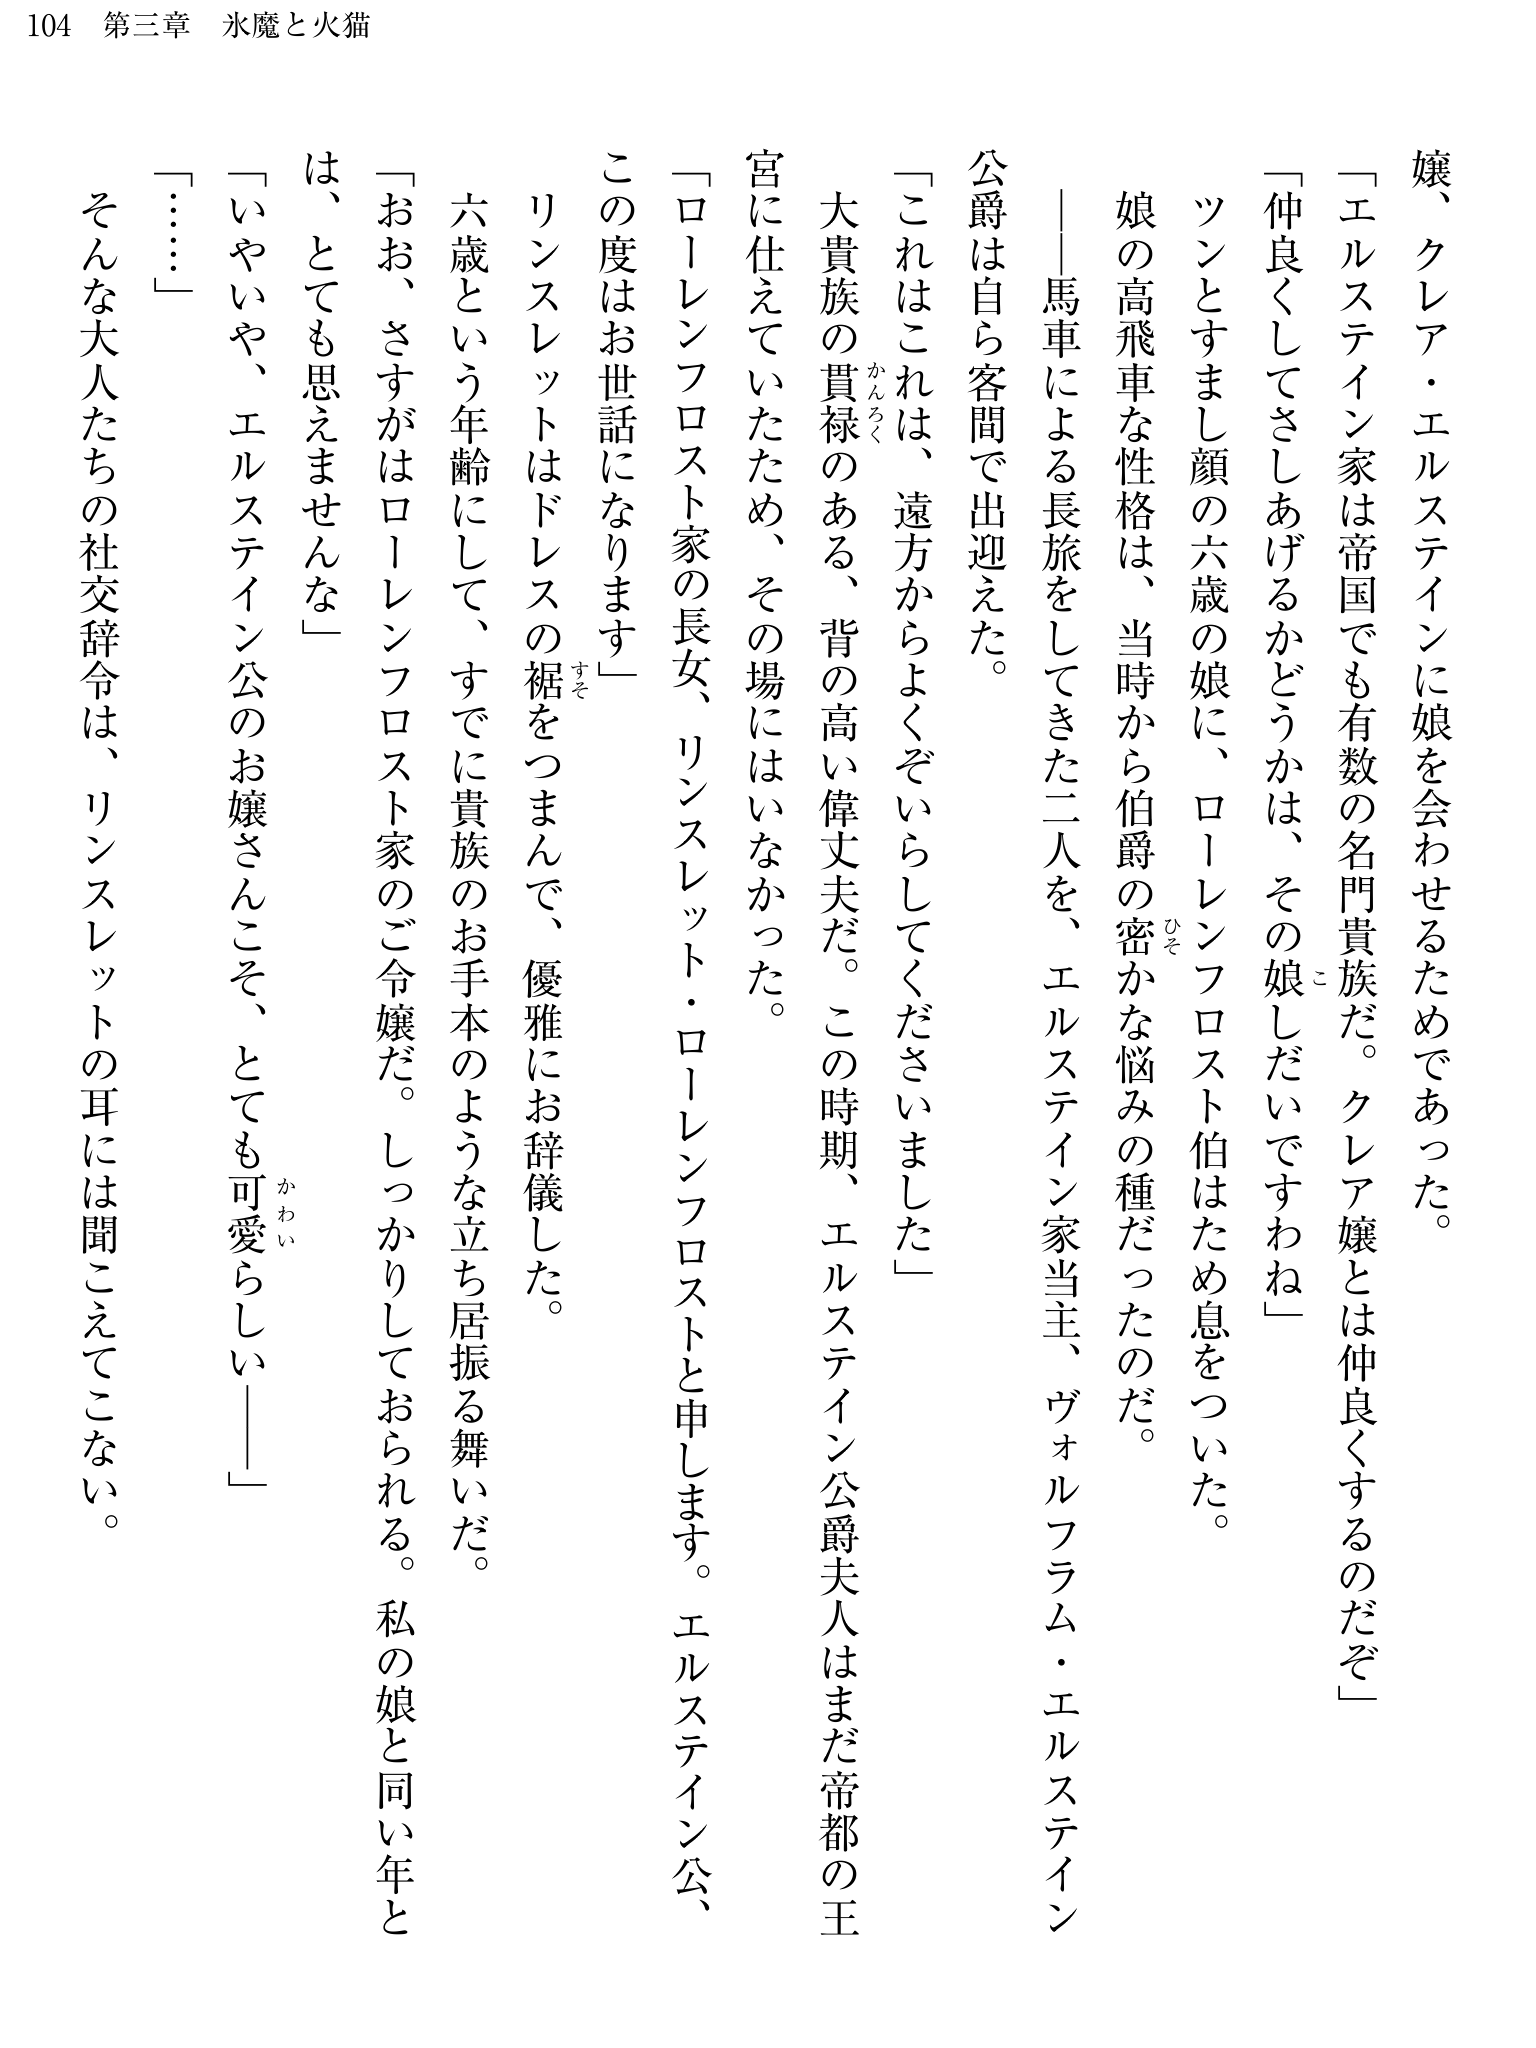 104 第三章 氷魔と火猫
嬢、クレア・エルステインに娘を会わせるためであった。
「エルステイン家は帝国でも有数の名門貴族だ。クレア嬢とは仲良くするのだぞ」
「仲良くしてさしあげるかどうかは、その娘こしだいですわね」
ツンとすまし顔の六歳の娘に、ローレンフロスト伯はため息をついた。
娘の高飛車な性格は、当時から伯爵の密ひそかな悩みの種だったのだ。
――馬車による長旅をしてきた二人を、エルステイン家当主、ヴォルフラム・エルステイン
公爵は自ら客間で出迎えた。
「これはこれは、遠方からよくぞいらしてくださいました」
大貴族の貫禄かんろくのある、背の高い偉丈夫だ。この時期、エルステイン公爵夫人はまだ帝都の王
宮に仕えていたため、その場にはいなかった。
「ローレンフロスト家の長女、リンスレット・ローレンフロストと申します。エルステイン公、
この度はお世話になります」
リンスレットはドレスの裾すそをつまんで、優雅にお辞儀した。
六歳という年齢にして、すでに貴族のお手本のような立ち居振る舞いだ。
「おお、さすがはローレンフロスト家のご令嬢だ。しっかりしておられる。私の娘と同い年と
は、とても思えませんな」
「いやいや、エルステイン公のお嬢さんこそ、とても可愛かわいらしい――」
「……」
そんな大人たちの社交辞令は、リンスレットの耳には聞こえてこない。